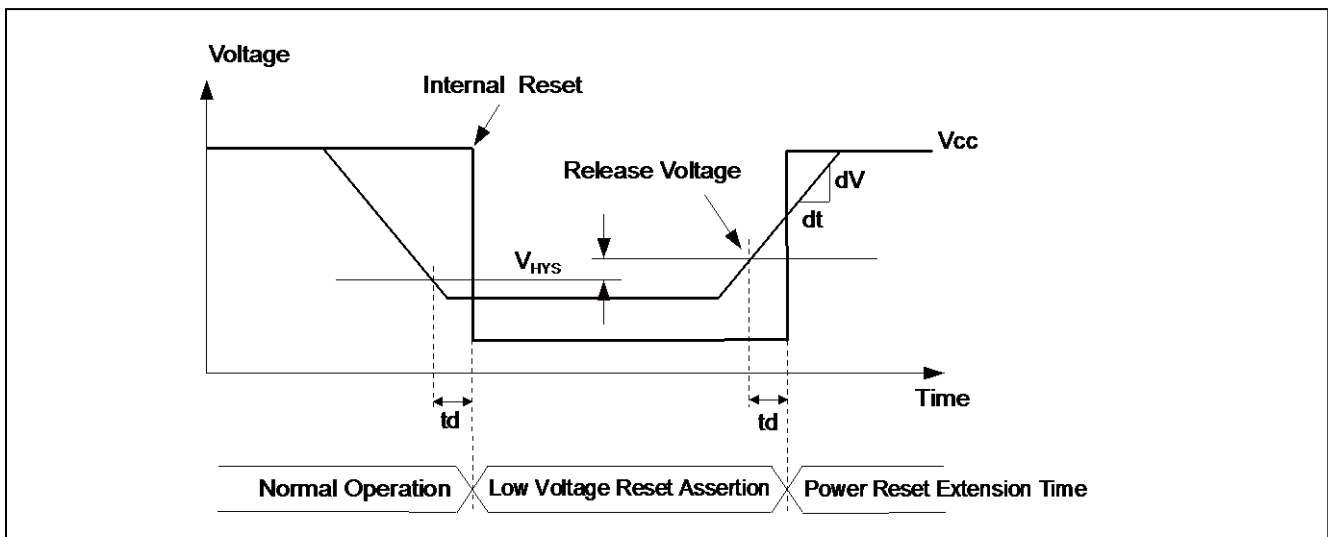 Voltage
Internal Reset
Vcc
Release Voltage
dV
dt
VHYS
Time
td
td
Normal Operation
Low Voltage Reset Assertion
Power Reset Extension Time